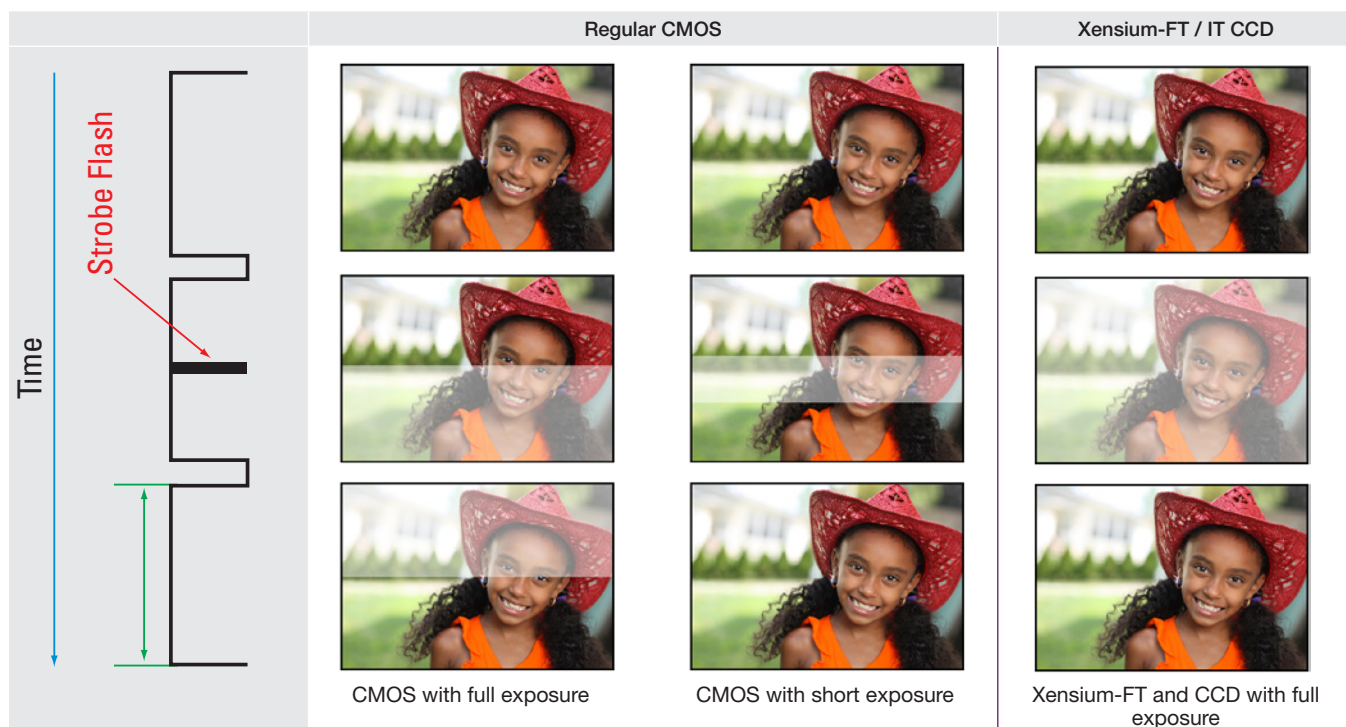 Regular CMOS
Xensium-FT / IT CCD
Time
Strobe Flash
CMOS with full exposure
CMOS with short exposure
Xensium-FT and CCD with full
exposure